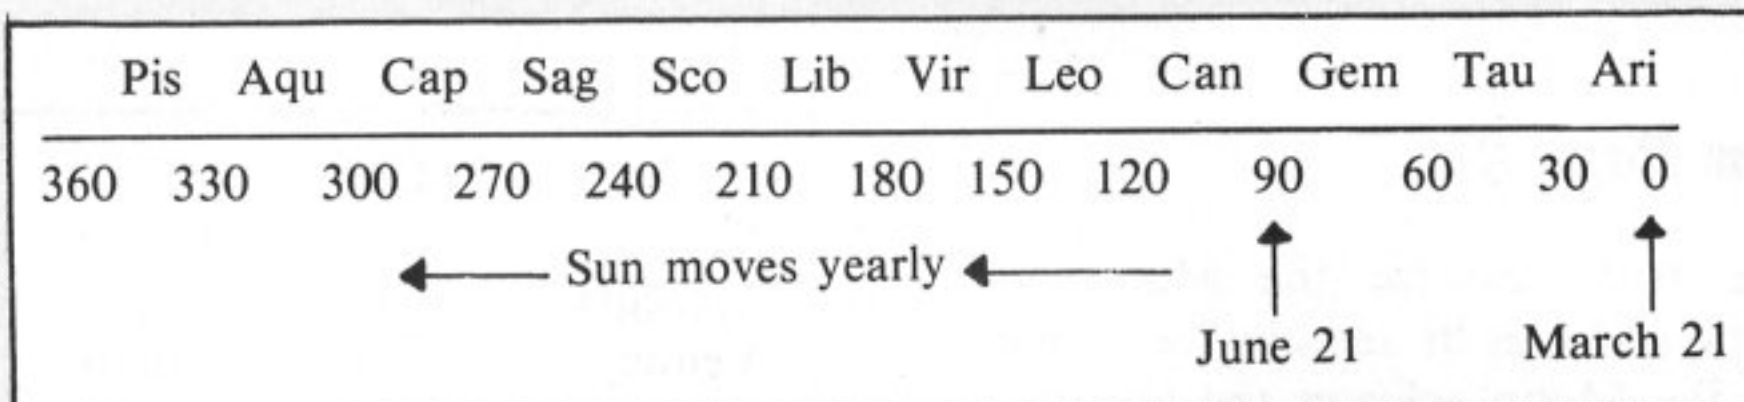 Pis Aqu Cap Sag Sco Lib Vir Leo Can Gem Tau Ari
360 330 300 270 240 210 180 150 120 90 60 30 0
Sun moves yearly
June 21 March 21